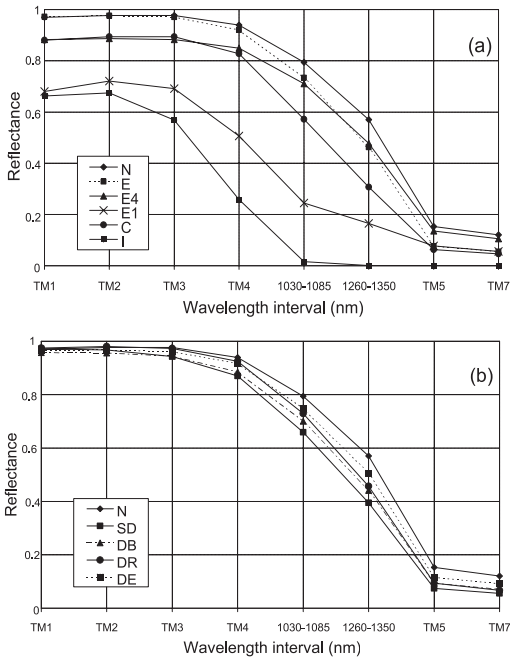 1
0.8
0.6
0.4
0.2
0
Reflectance
(a)
N
E
E4
E1
C
I
TM1 TM2 TM3 TM4 1030-1085 1260-1350 TM5 TM7
Wavelength interval (nm)
1
0.8
0.6
0.4
0.2
0
Reflectance
(b)
N
SD
DB
DR
DE
TM1 TM2 TM3 TM4 1030-1085 1260-1350 TM5 TM7
Wavelength interval (nm)